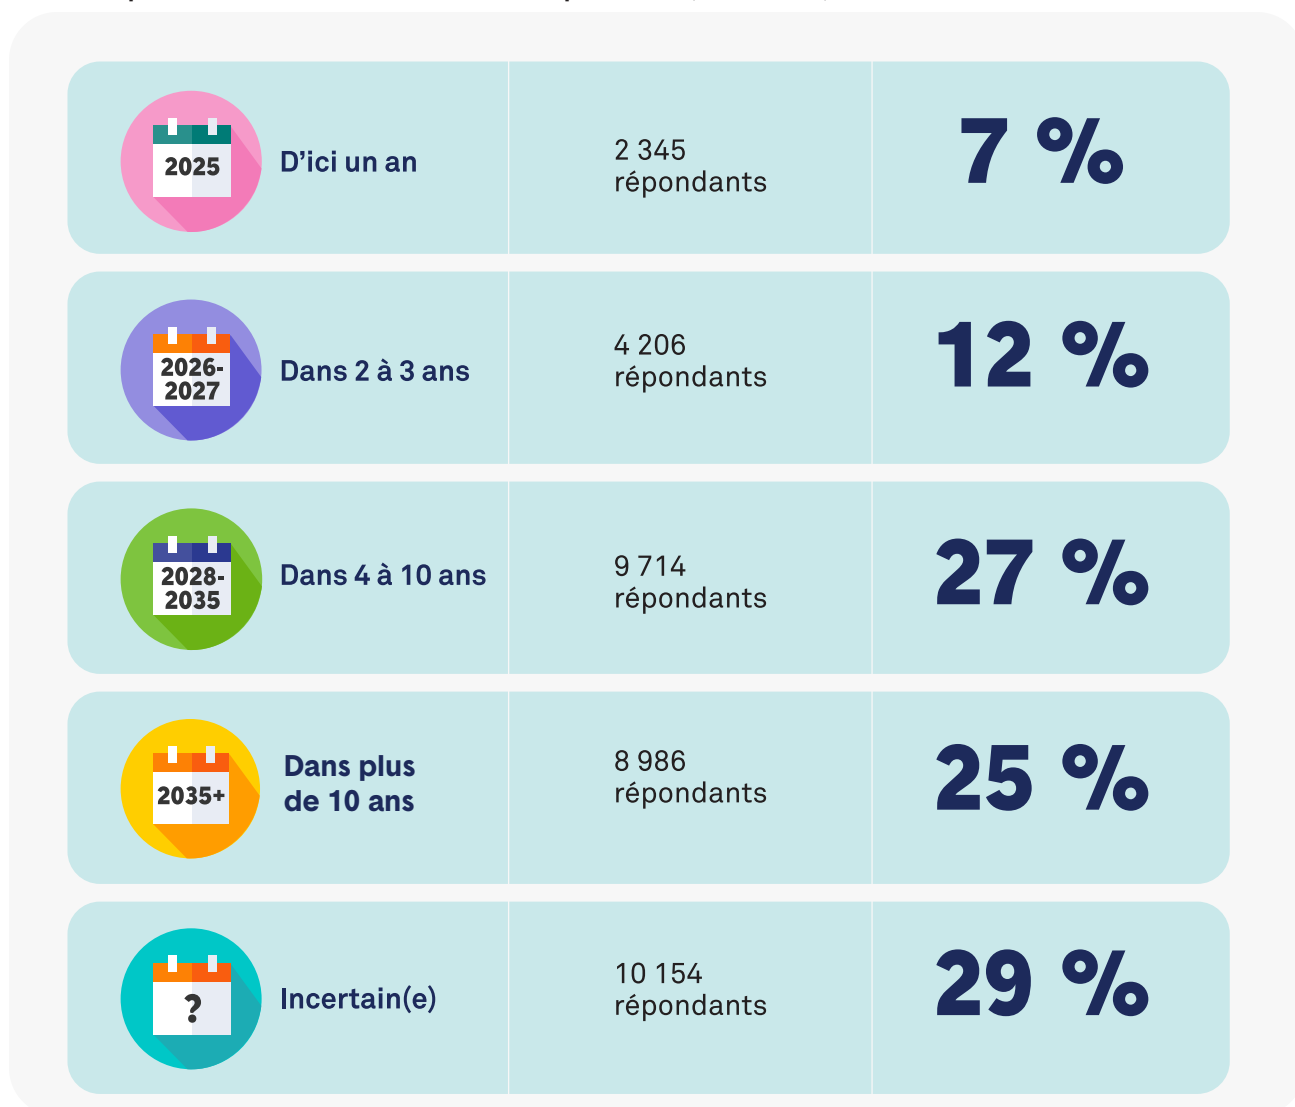 2025
D’ici un an
2 345
répondants
7 %
2026-
2027
Dans 2 à 3 ans
4 206
répondants
12 %
2028-
2035
Dans 4 à 10 ans
9 714
répondants
27 %
2035+
Dans plus
de 10 ans
8 986
répondants
25 %
?
Incertain(e)
10 154
répondants
29 %